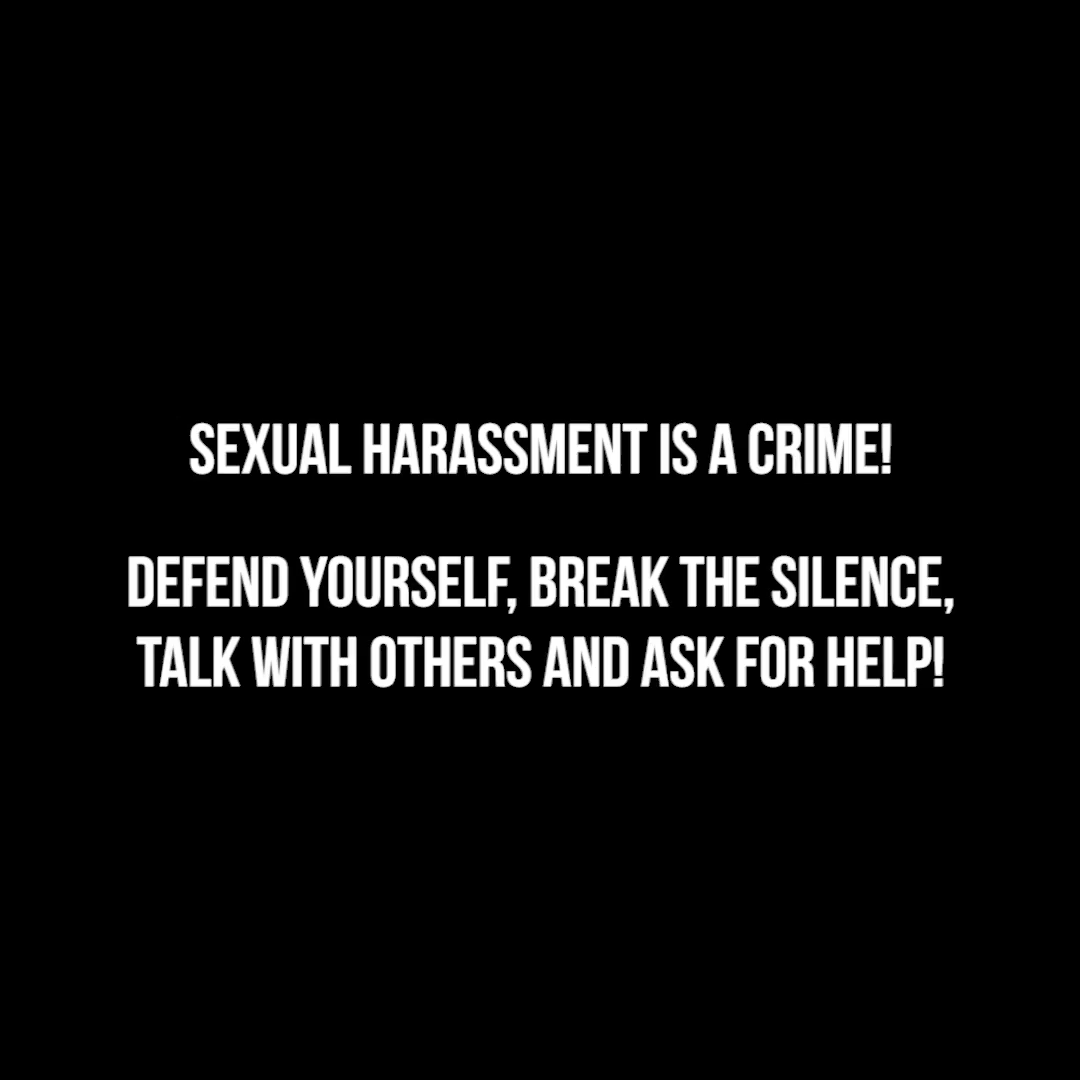 SEXUAL HARASSMENT IS A CRIME!
DEFEND YOURSELF, BREAK THE SILENCE,
TALK WITH OTHERS AND ASK FOR HELP!